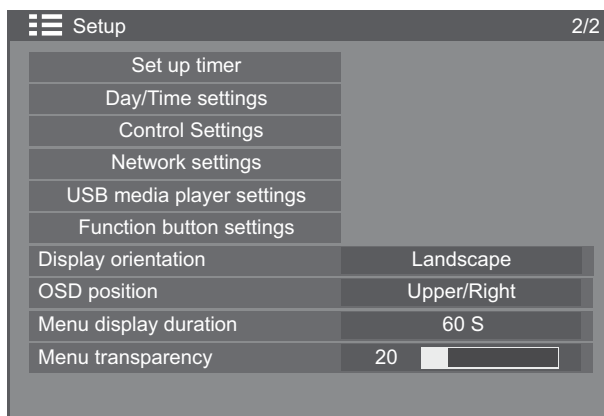 Setup 2/2
Set up timer
Day/Time settings
Control Settings
Network settings
USB media player settings
Function button settings
Display orientation Landscape
OSD position Upper/Right
Menu display duration 60 S
Menu transparency 20